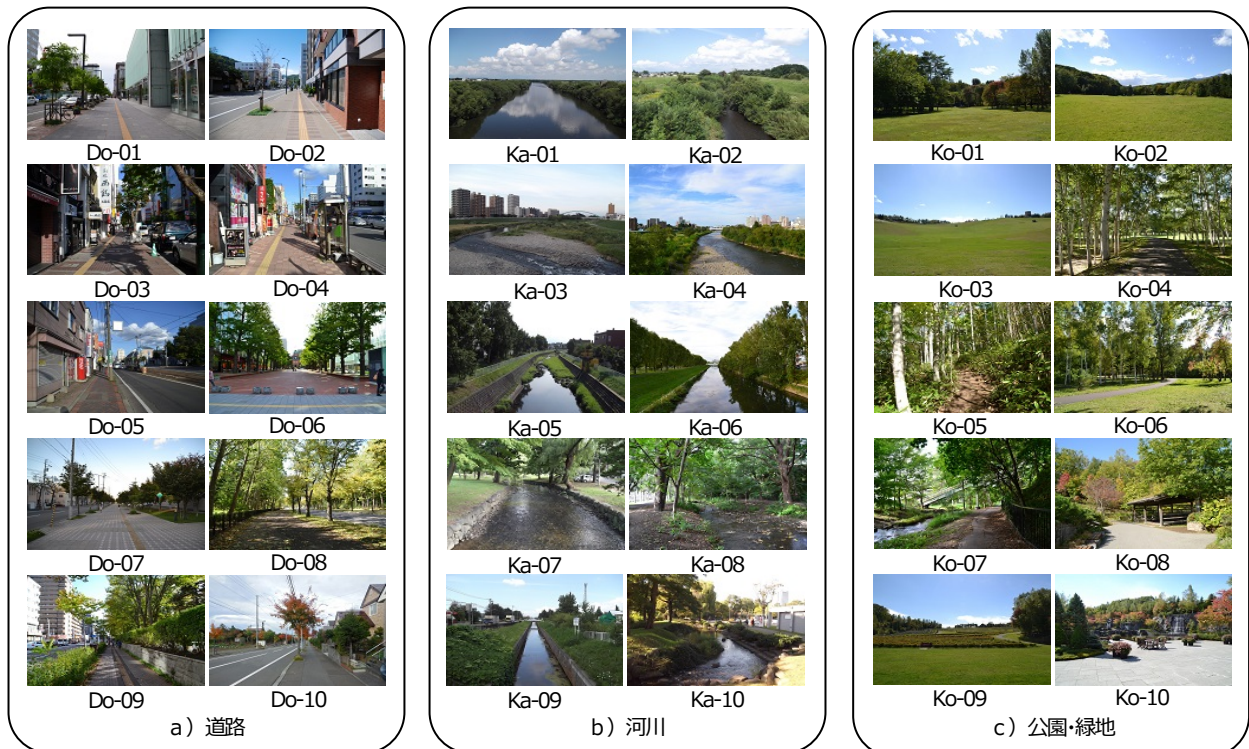 Do-01 Do-02
Do-03 Do-04
Do-05 Do-06
Do-07 Do-08
Do-09 Do-10
a）道路
Ka-01 Ka-02
Ka-03 Ka-04
Ka-05 Ka-06
Ka-07 Ka-08
Ka-09 Ka-10
b）河川
Ko-01 Ko-02
Ko-03 Ko-04
Ko-05 Ko-06
Ko-07 Ko-08
Ko-09 Ko-10
c）公園・緑地